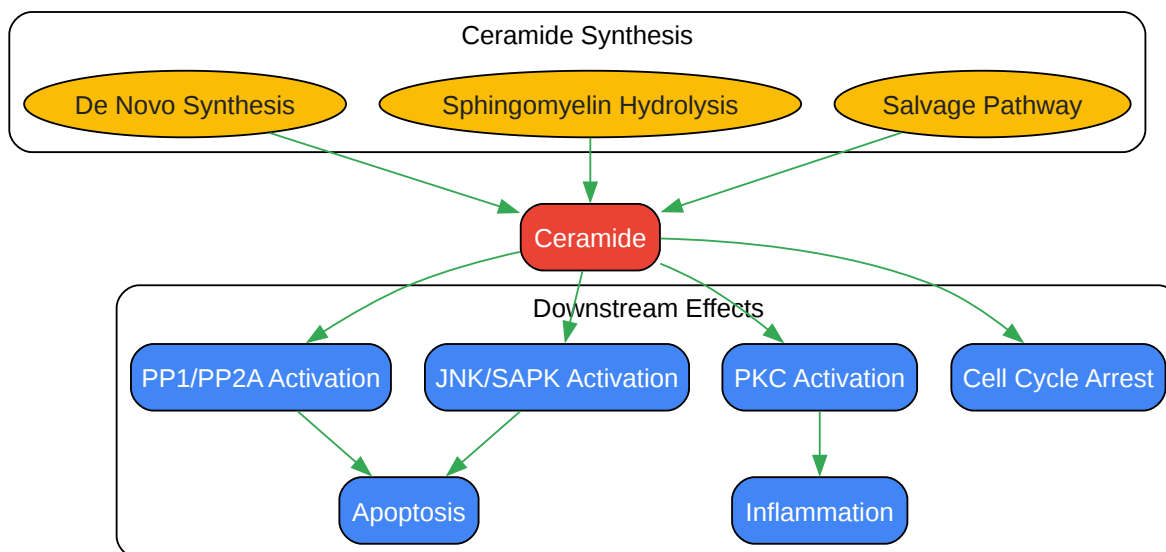 Ceramide Synthesis
De Novo Synthesis
Sphingomyelin Hydrolysis
Salvage Pathway
Ceramide
Downstream Effects
PP1/PP2A Activation
JNK/SAPK Activation
PKC Activation
Cell Cycle Arrest
Apoptosis
Inflammation